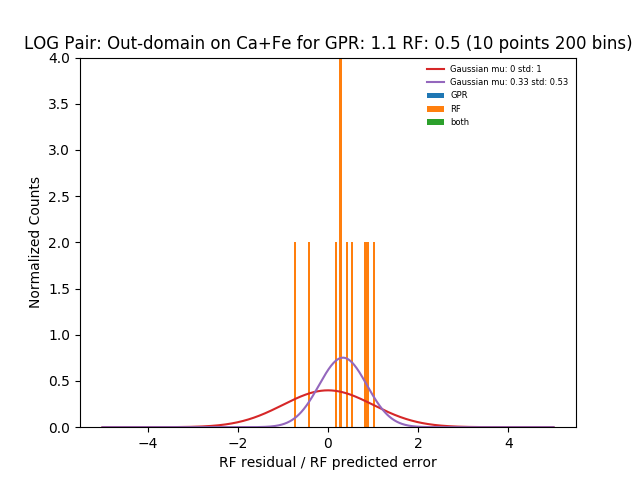 LOG Pair: Out-domain on Ca+Fe for GPR: 1.1 RF: 0.5 (10 points 200 bins)
4.0
3.5
3.0
2.5
2.0
1.5
1.0
0.5
0.0
Normalized Counts
Gaussian mu: 0 std: 1
Gaussian mu: 0.33 std: 0.53
GPR
RF
both
−4
−2
0
2
4
RF residual / RF predicted error